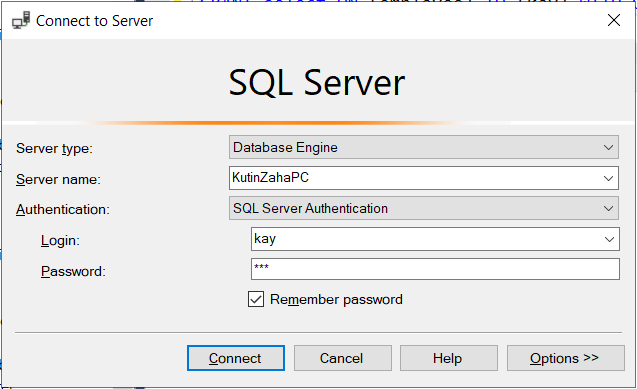 Connect to Server
SQL Server
Server type: Database Engine
Server name: KutinZahaPC
Authentication: SQL Server Authentication
Login: kay
Password: ***
Remember password
Connect Cancel Help Options >>